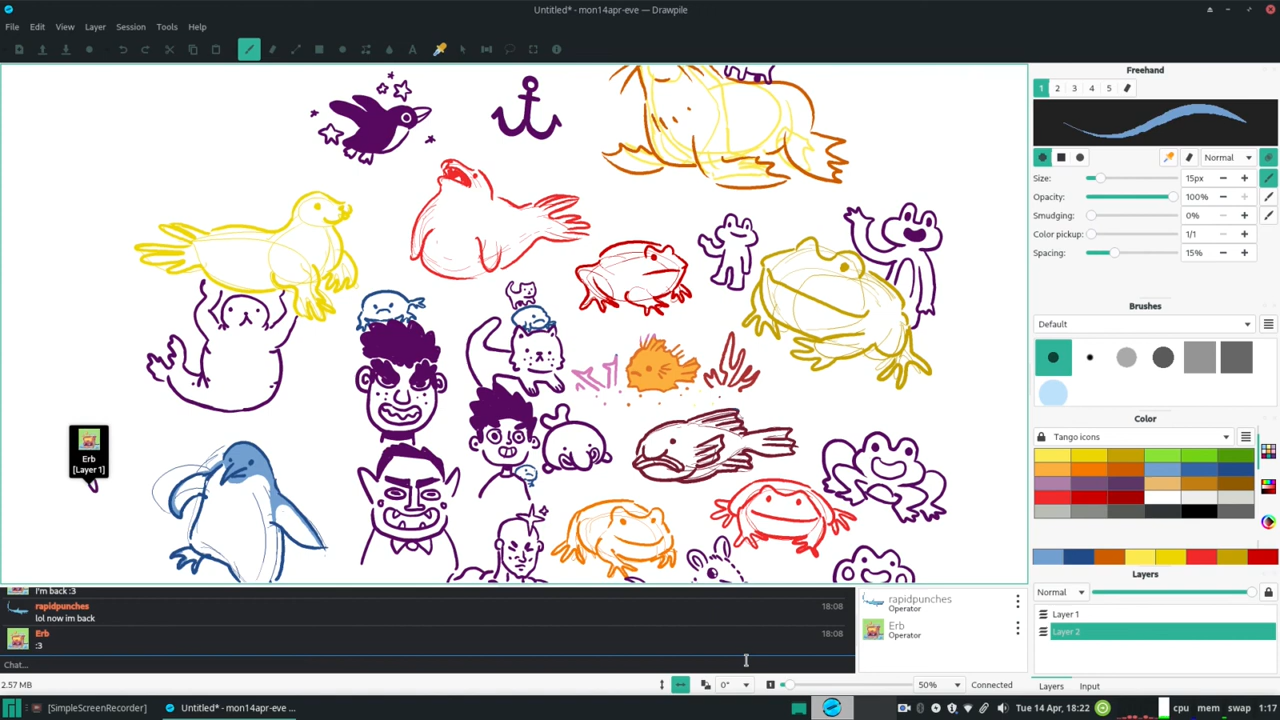 Untitled* - mon14apr-eve — Drawpile
File Edit View Layer Session Tools Help
Freehand
1 2 3 4 5
Normal
Size: 15px
Opacity: 100%
Smudging: 0%
Color pickup: 1/1
Spacing: 15%
Brushes
Default
Color
Tango icons
Erb
[Layer 1]
Layers
Normal
Layer 1
Layer 2
I'm back :3
rapidpunches 18:08
lol now im back
Erb 18:08
:3
Chat...
rapidpunches
Operator
Erb
Operator
2.57 MB
0°
50%
Connected
Layers Input
[SimpleScreenRecorder]
Untitled* - mon14apr-eve ...
Tue 14 Apr, 18:22
cpu mem swap 1:17